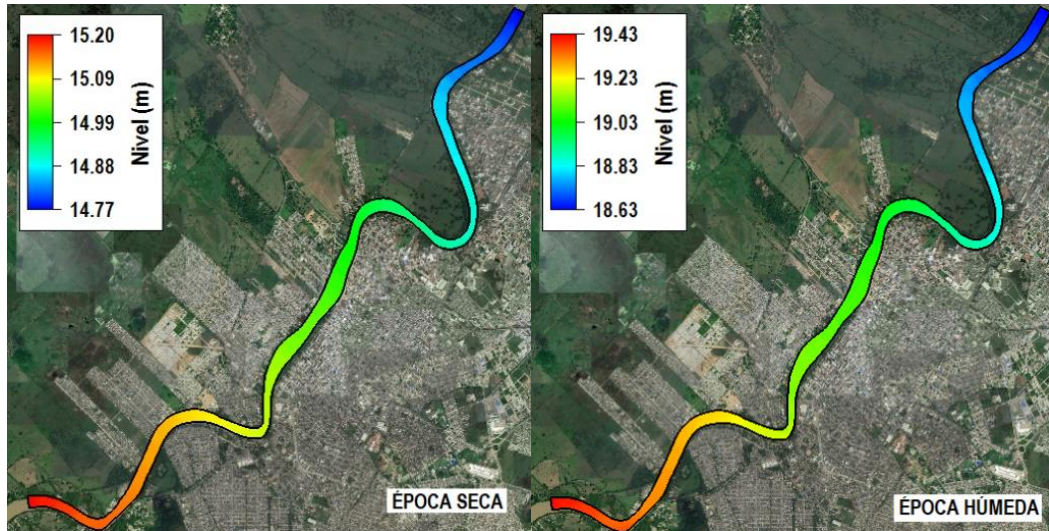 15.20
15.09
14.99
14.88
14.77
Nivel (m)
ÉPOCA SECA
19.43
19.23
19.03
18.83
18.63
Nivel (m)
ÉPOCA HÚMEDA